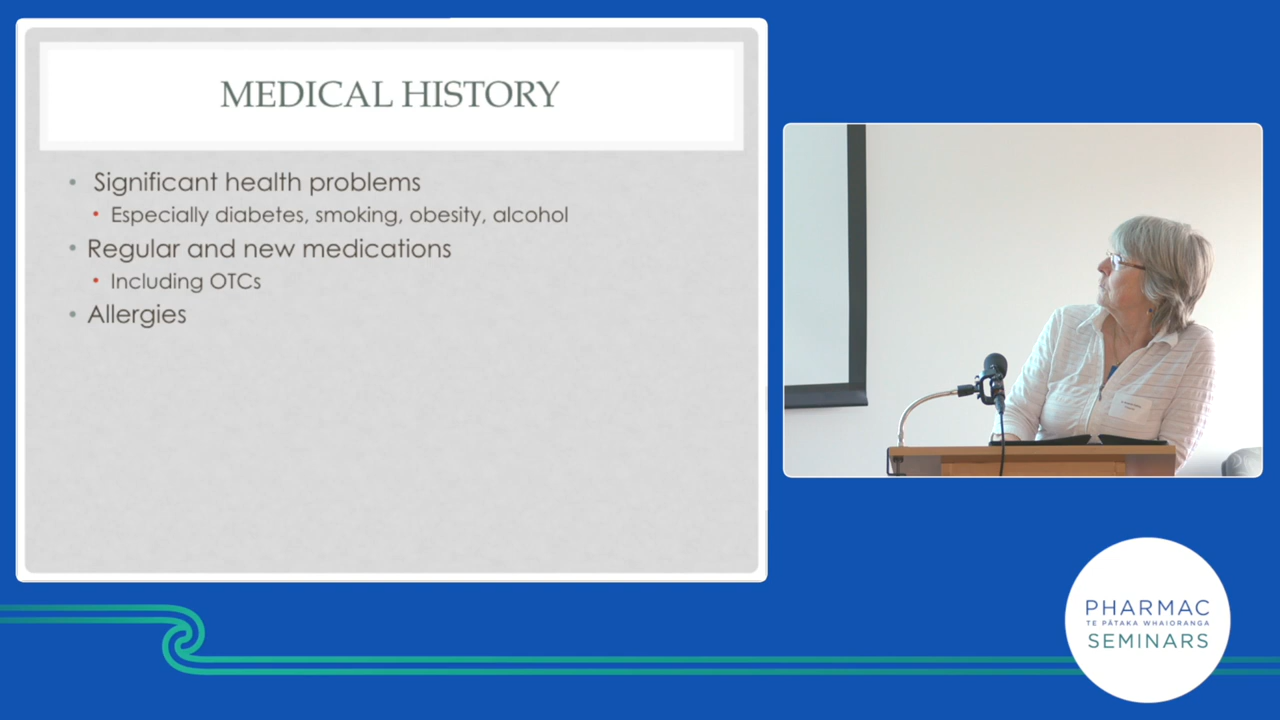 MEDICAL HISTORY
• Significant health problems
• Especially diabetes, smoking, obesity, alcohol
• Regular and new medications
• Including OTCs
• Allergies
PHARMAC
TE PĀTAKA WHAIORANGA
SEMINARS